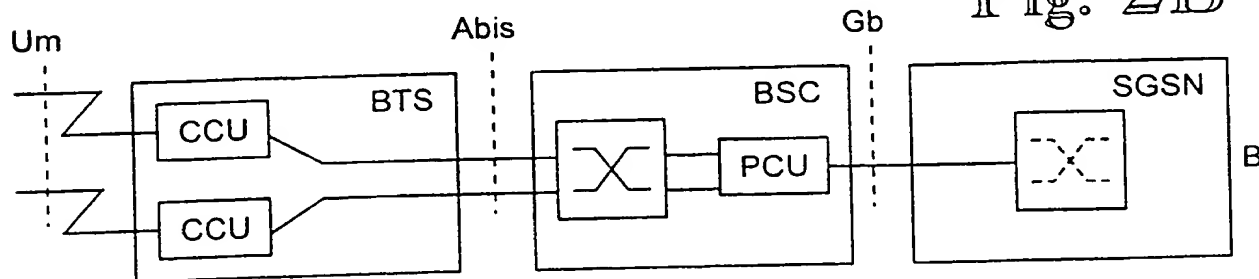 Fig. 2B
Um
Abis
Gb
BTS
BSC
SGSN
CCU
PCU
B
CCU